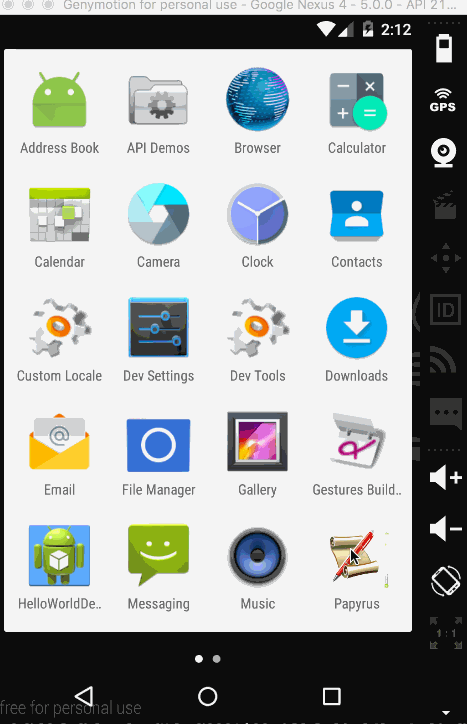 Genymotion for personal use - Google Nexus 4 - 5.0.0 - API 21...
2:12
GPS
Address Book API Demos Browser Calculator
Calendar Camera Clock Contacts
ID
Custom Locale Dev Settings Dev Tools Downloads
@
Email File Manager Gallery Gestures Build..
HelloWorldDe.. Messaging Music Papyrus
1:1
free for personal use